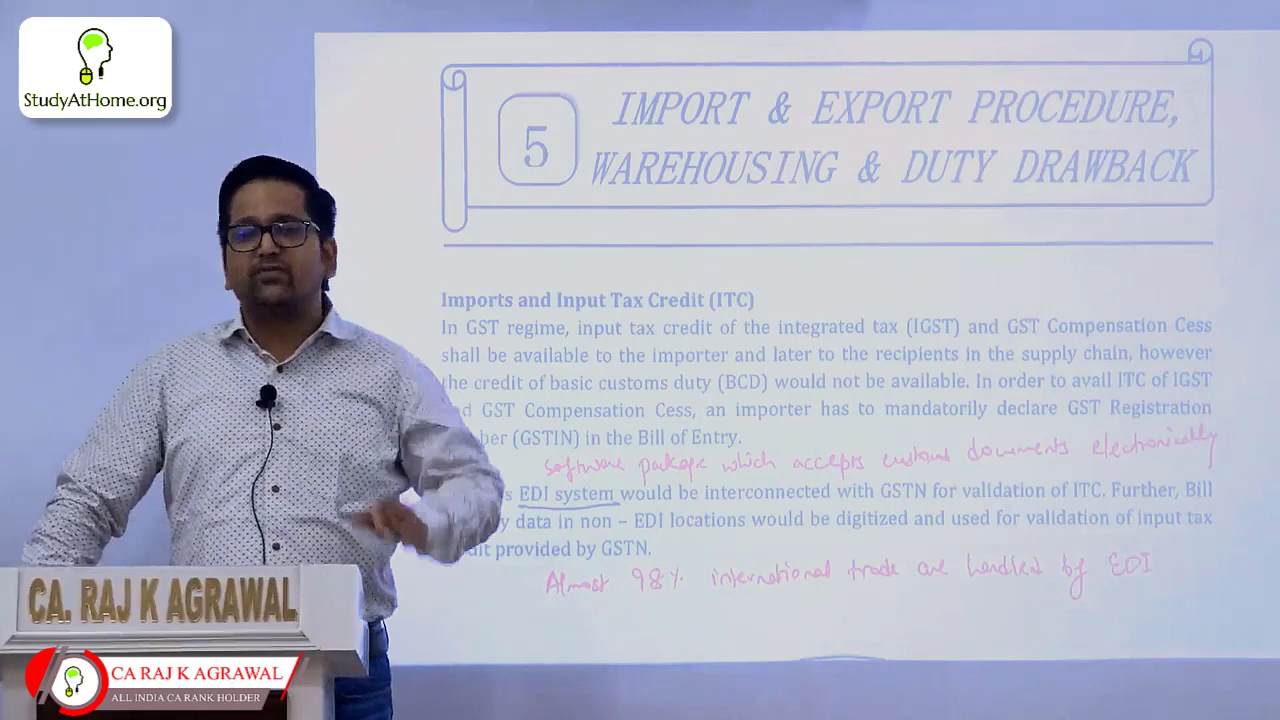 StudyAtHome.org
5
IMPORT & EXPORT PROCEDURE,
WAREHOUSING & DUTY DRAWBACK
Imports and Input Tax Credit (ITC)
In GST regime, input tax credit of the integrated tax (IGST) and GST Compensation Cess
shall be available to the importer and later to the recipients in the supply chain, however
the credit of basic customs duty (BCD) would not be available. In order to avail ITC of IGST
GST Compensation Cess, an importer has to mandatorily declare GST Registration
(GSTIN) in the Bill of Entry.
software package which accepts customs documents electronically
EDI system would be interconnected with GSTN for validation of ITC. Further, Bill
data in non – EDI locations would be digitized and used for validation of input tax
provided by GSTN.
Almost 98% international trade are handled by EDI
CA. RAJ K AGRAWAL
CA RAJ K AGRAWAL
ALL INDIA CA RANK HOLDER